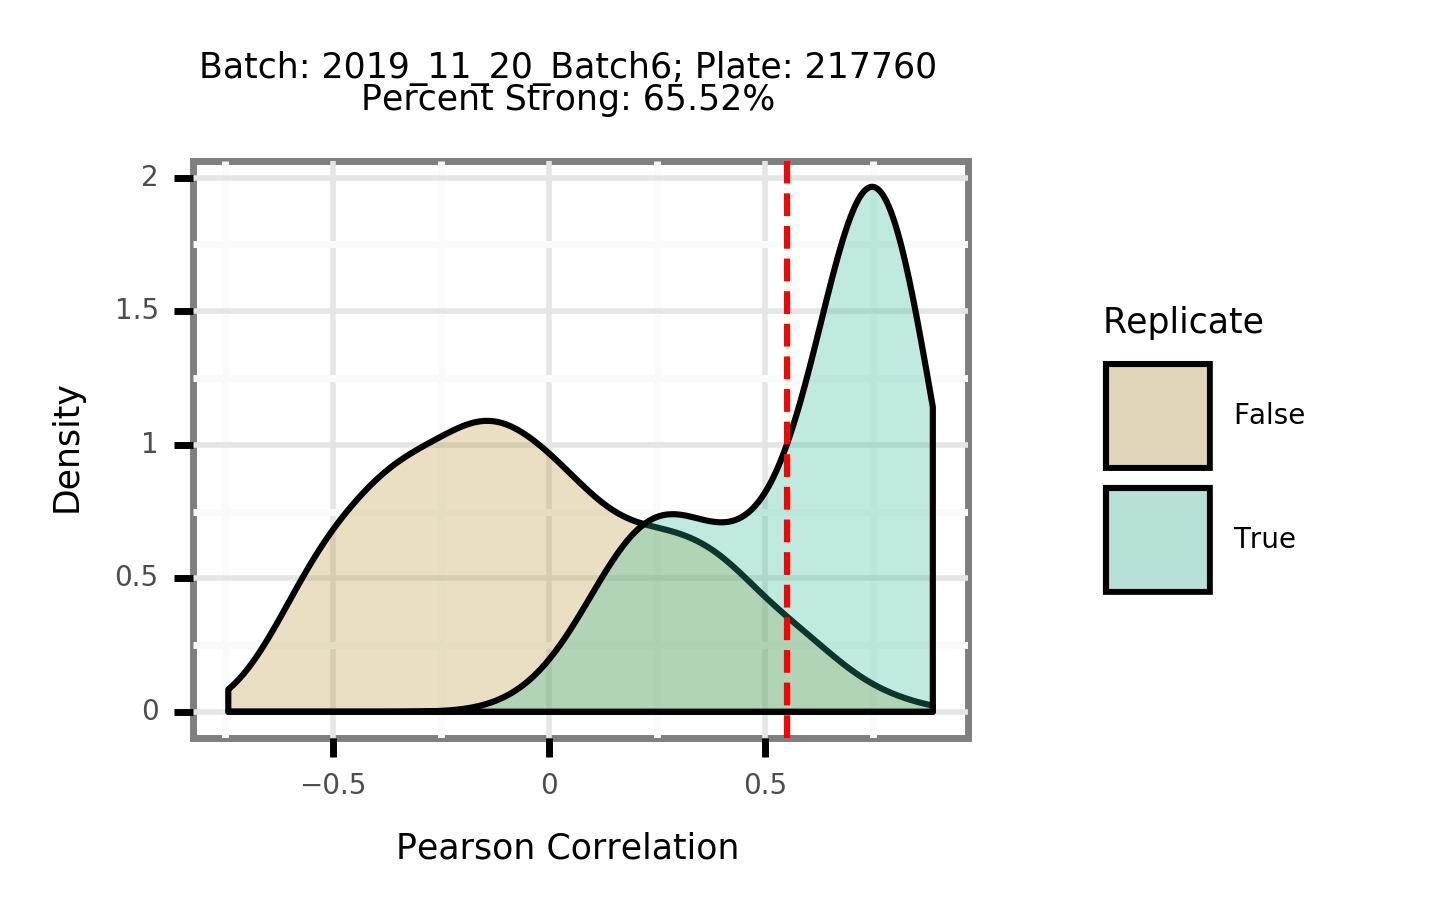 Batch: 2019_11_20_Batch6; Plate: 217760
Percent Strong: 65.52%
2
1.5
1
0.5
0
Density
−0.5
0
0.5
Pearson Correlation
Replicate
False
True